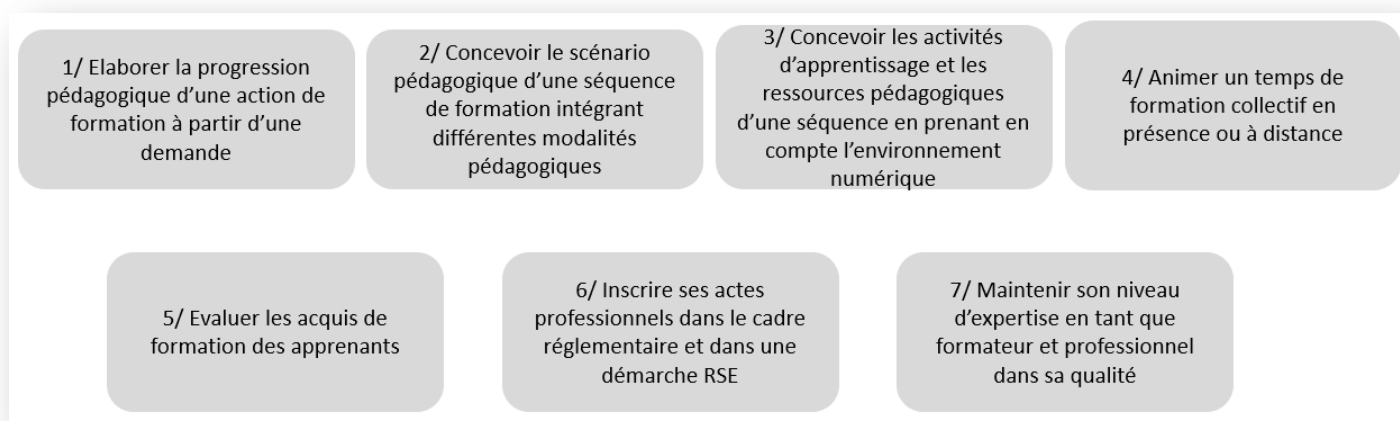 1/ Elaborer la progression
pédagogique d’une action de
formation à partir d’une
demande
2/ Concevoir le scénario
pédagogique d’une séquence
de formation intégrant
différentes modalités
pédagogiques
3/ Concevoir les activités
d’apprentissage et les
ressources pédagogiques
d’une séquence en prenant en
compte l’environnement
numérique
4/ Animer un temps de
formation collectif en
présence ou à distance
5/ Evaluer les acquis de
formation des apprenants
6/ Inscrire ses actes
professionnels dans le cadre
réglementaire et dans une
démarche RSE
7/ Maintenir son niveau
d’expertise en tant que
formateur et professionnel
dans sa qualité